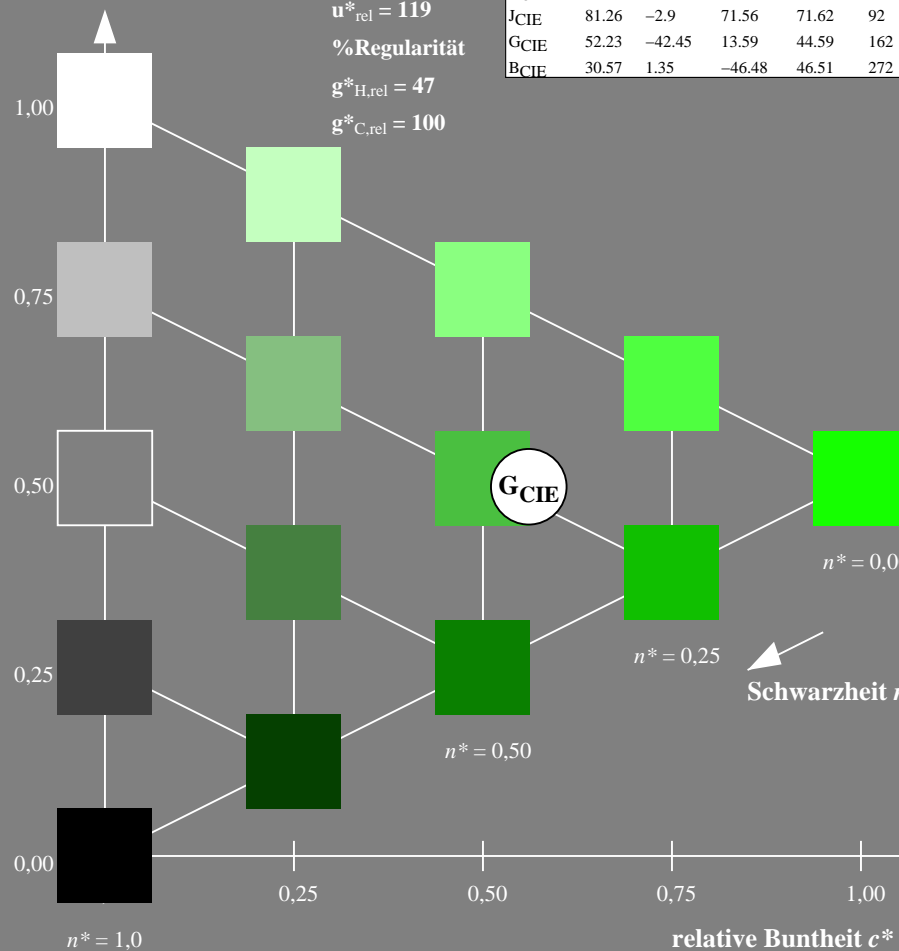 u*rel = 119
%Regularität
g*H,rel = 47
g*C,rel = 100
JCIE 81.26 −2.9 71.56 71.62 92
GCIE 52.23 −42.45 13.59 44.59 162
BCIE 30.57 1.35 −46.48 46.51 272
1,00
0,75
0,50
GCIE
n* = 0,0
0,25
n* = 0,25
Schwarzheit n
n* = 0,50
0,00
0,25 0,50 0,75 1,00
n* = 1,0
relative Buntheit c*